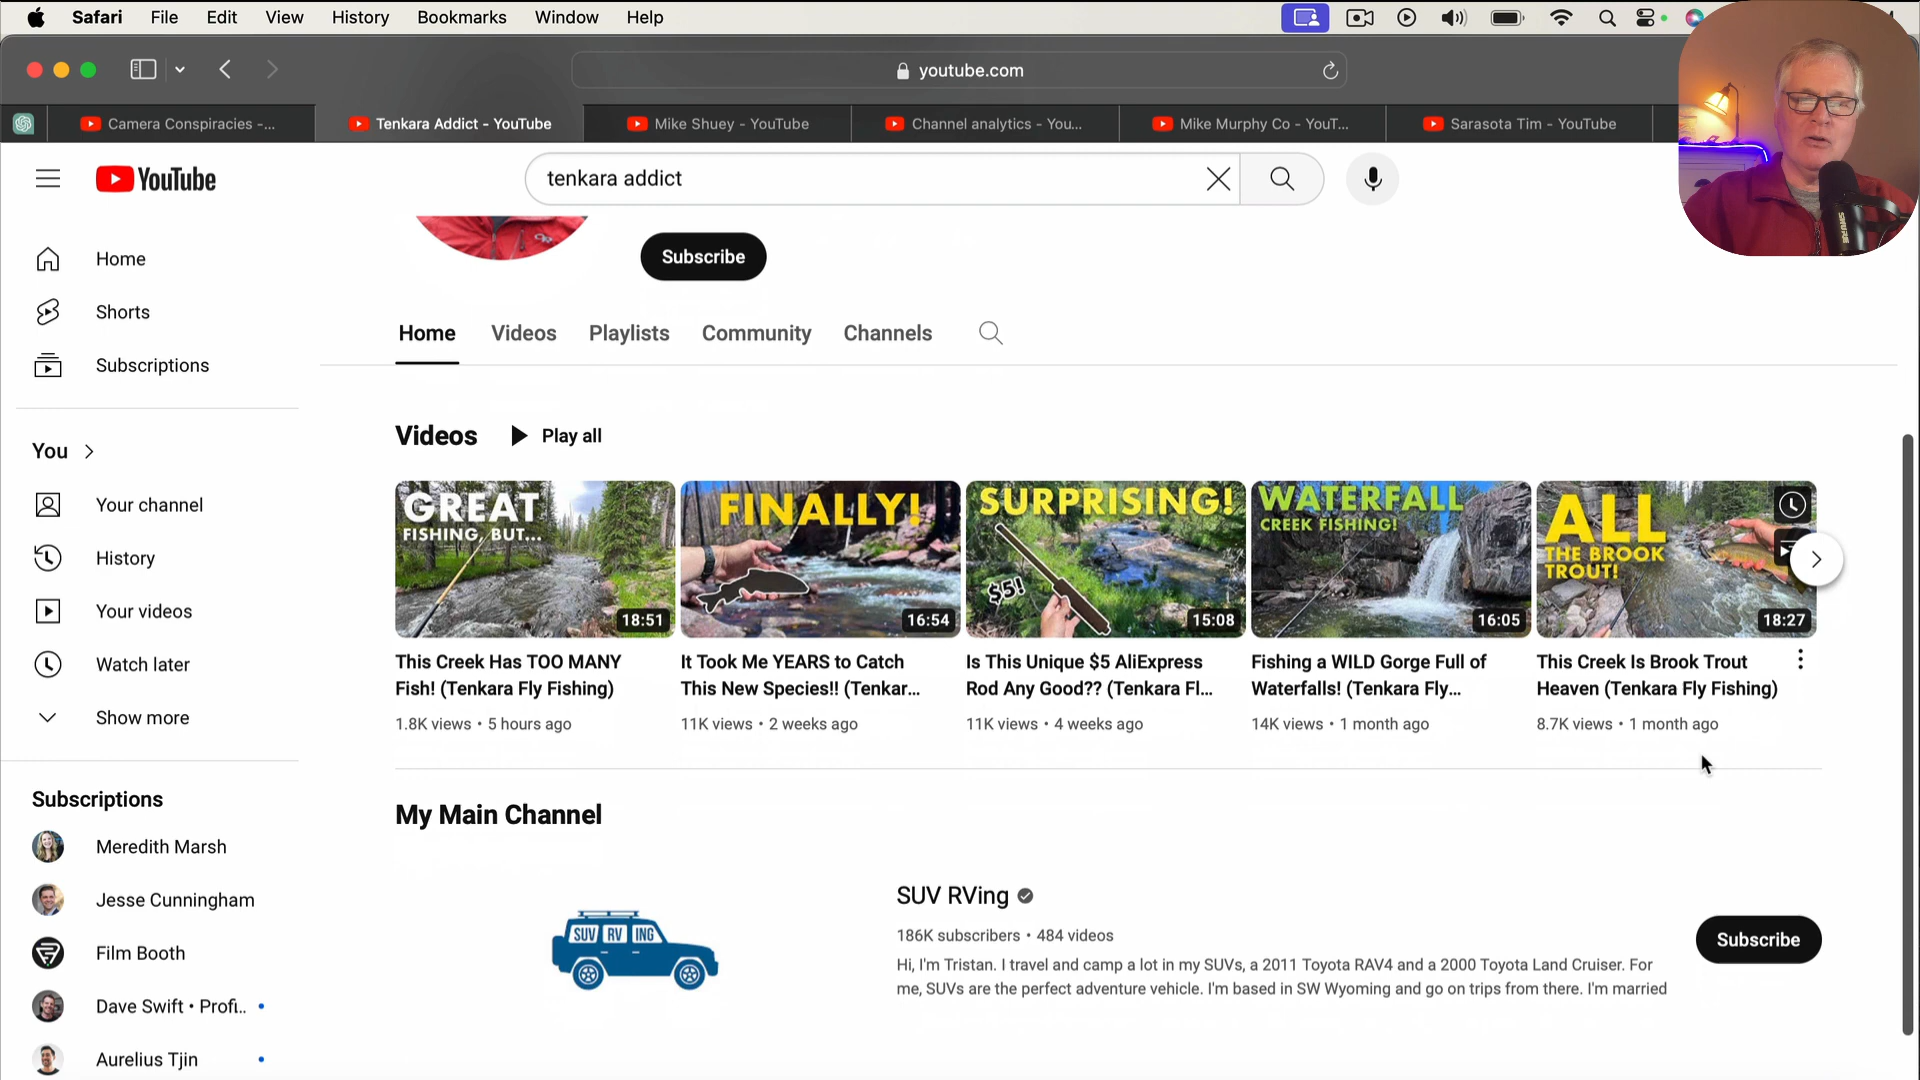 Safari File Edit View History Bookmarks Window Help
youtube.com
Camera Conspiracies -...
Tenkara Addict - YouTube
Mike Shuey - YouTube
Channel analytics - You...
Mike Murphy Co - YouT...
Sarasota Tim - YouTube
YouTube
tenkara addict
Home
Shorts
Subscriptions
You
Your channel
History
Your videos
Watch later
Show more
Subscriptions
Meredith Marsh
Jesse Cunningham
Film Booth
Dave Swift • Profi..
Aurelius Tjin
Subscribe
Home Videos Playlists Community Channels
Videos Play all
GREAT
FISHING, BUT...
18:51
This Creek Has TOO MANY
Fish! (Tenkara Fly Fishing)
1.8K views • 5 hours ago
FINALLY!
16:54
It Took Me YEARS to Catch
This New Species!! (Tenkar...
11K views • 2 weeks ago
SURPRISING!
$5!
15:08
Is This Unique $5 AliExpress
Rod Any Good?? (Tenkara Fl...
11K views • 4 weeks ago
WATERFALL
CREEK FISHING!
16:05
Fishing a WILD Gorge Full of
Waterfalls! (Tenkara Fly...
14K views • 1 month ago
ALL
THE BROOK
TROUT!
18:27
This Creek Is Brook Trout
Heaven (Tenkara Fly Fishing)
8.7K views • 1 month ago
My Main Channel
SUV RV ING
SUV RVing
186K subscribers • 484 videos
Hi, I'm Tristan. I travel and camp a lot in my SUVs, a 2011 Toyota RAV4 and a 2000 Toyota Land Cruiser. For
me, SUVs are the perfect adventure vehicle. I'm based in SW Wyoming and go on trips from there. I'm married
Subscribe